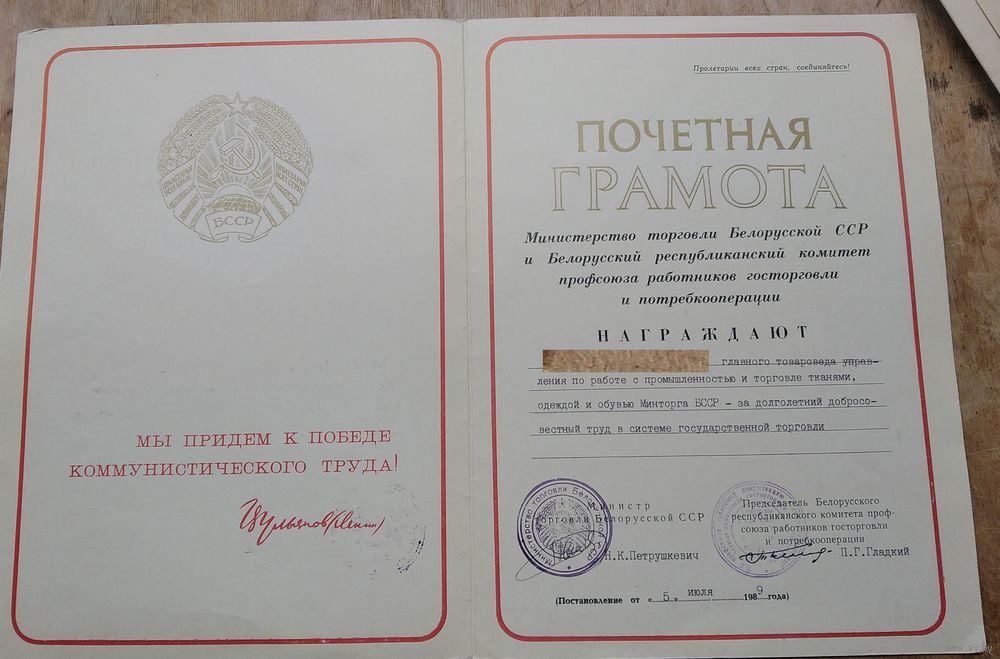 БССР
МЫ ПРИДЕМ К ПОБЕДЕ
КОММУНИСТИЧЕСКОГО ТРУДА!
В Ульянов (Ленин)
Пролетарии всех стран, соединяйтесь!
ПОЧЕТНАЯ
ГРАМОТА
Министерство торговли Белорусской ССР
и Белорусский республиканский комитет
профсоюза работников госторговли
и потребкооперации
НАГРАЖДАЮТ
главного товароведа управ-
ления по работе с промышленностью и торговле тканями,
одеждой и обувью Минторга БССР - за долголетний добросо-
вестный труд в системе государственной торговли
Министр
торговли Белорусской ССР
Н.К.Петрушкевич
Председатель Белорусского
республиканского комитета проф-
союза работников госторговли
и потребкооперации
П.Г.Гладкий
(Постановление от «5» июля 1989 года)